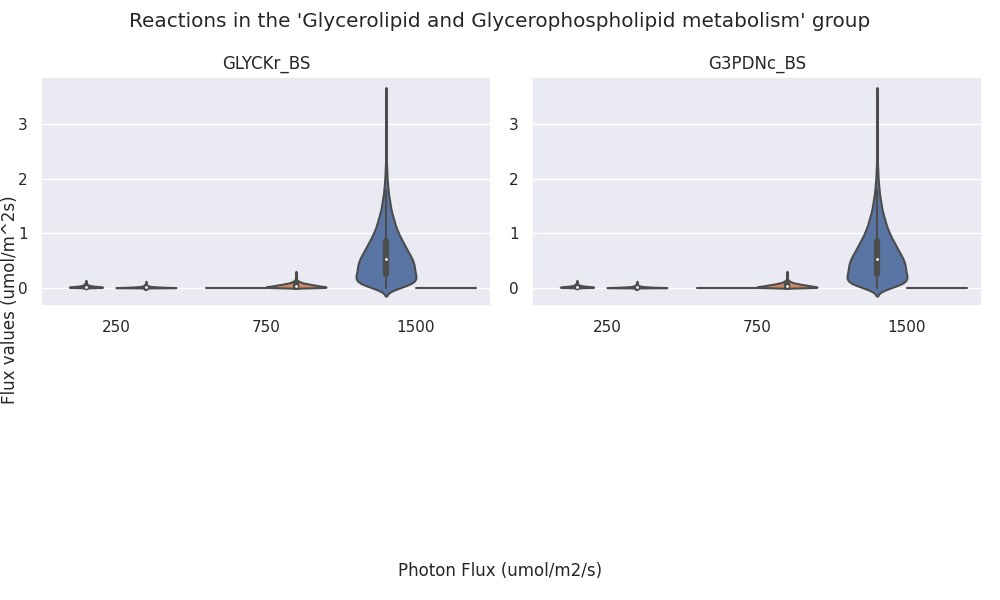 Reactions in the 'Glycerolipid and Glycerophospholipid metabolism' group
GLYCKr_BS
G3PDNc_BS
3
2
1
0
3
2
1
0
Flux values (umol/m^2s)
250 750 1500
250 750 1500
Photon Flux (umol/m2/s)